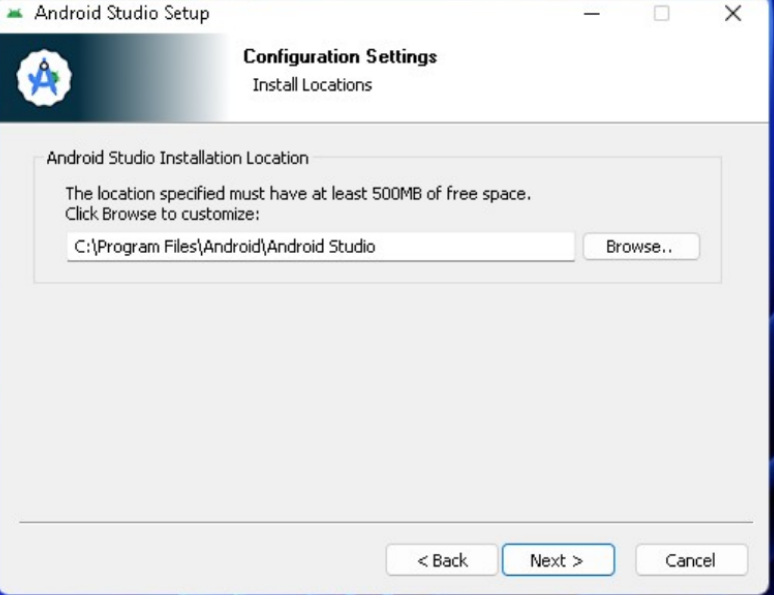 Android Studio Setup
Configuration Settings
Install Locations
Android Studio Installation Location
The location specified must have at least 500MB of free space.
Click Browse to customize:
C:\Program Files\Android\Android Studio
Browse..
< Back
Next >
Cancel